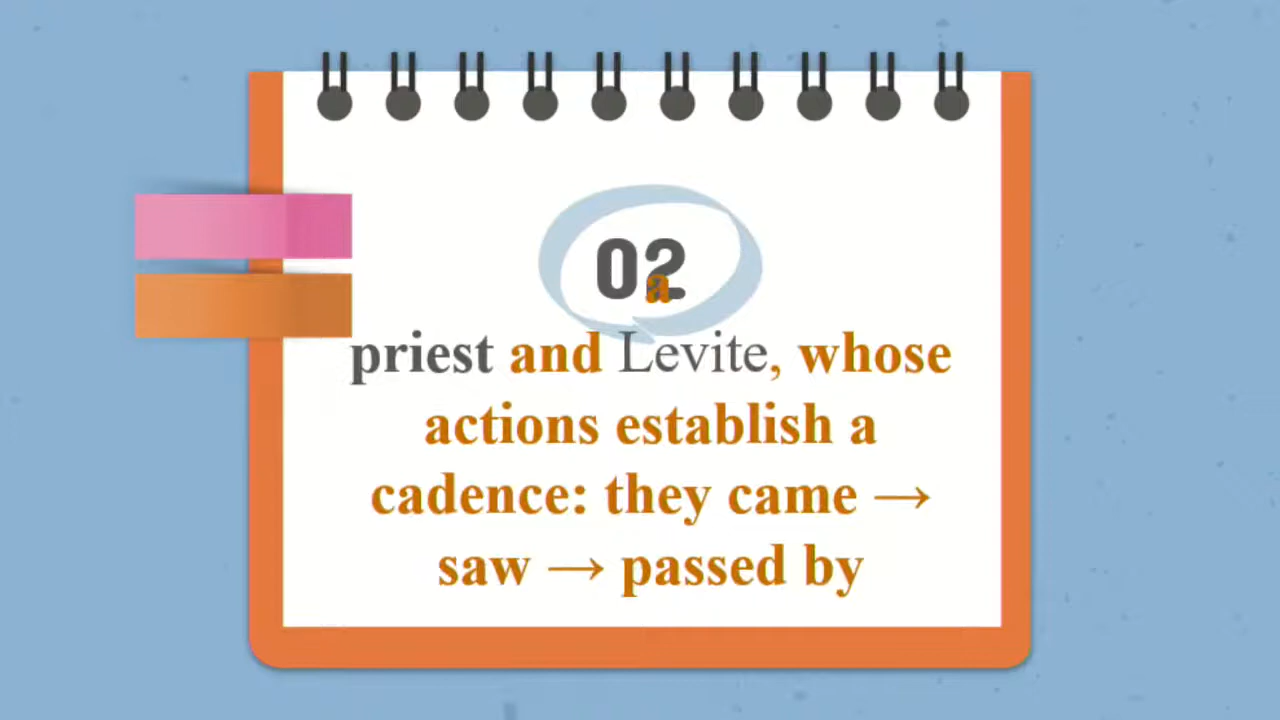 02
a
priest and Levite, whose
actions establish a
cadence: they came →
saw → passed by